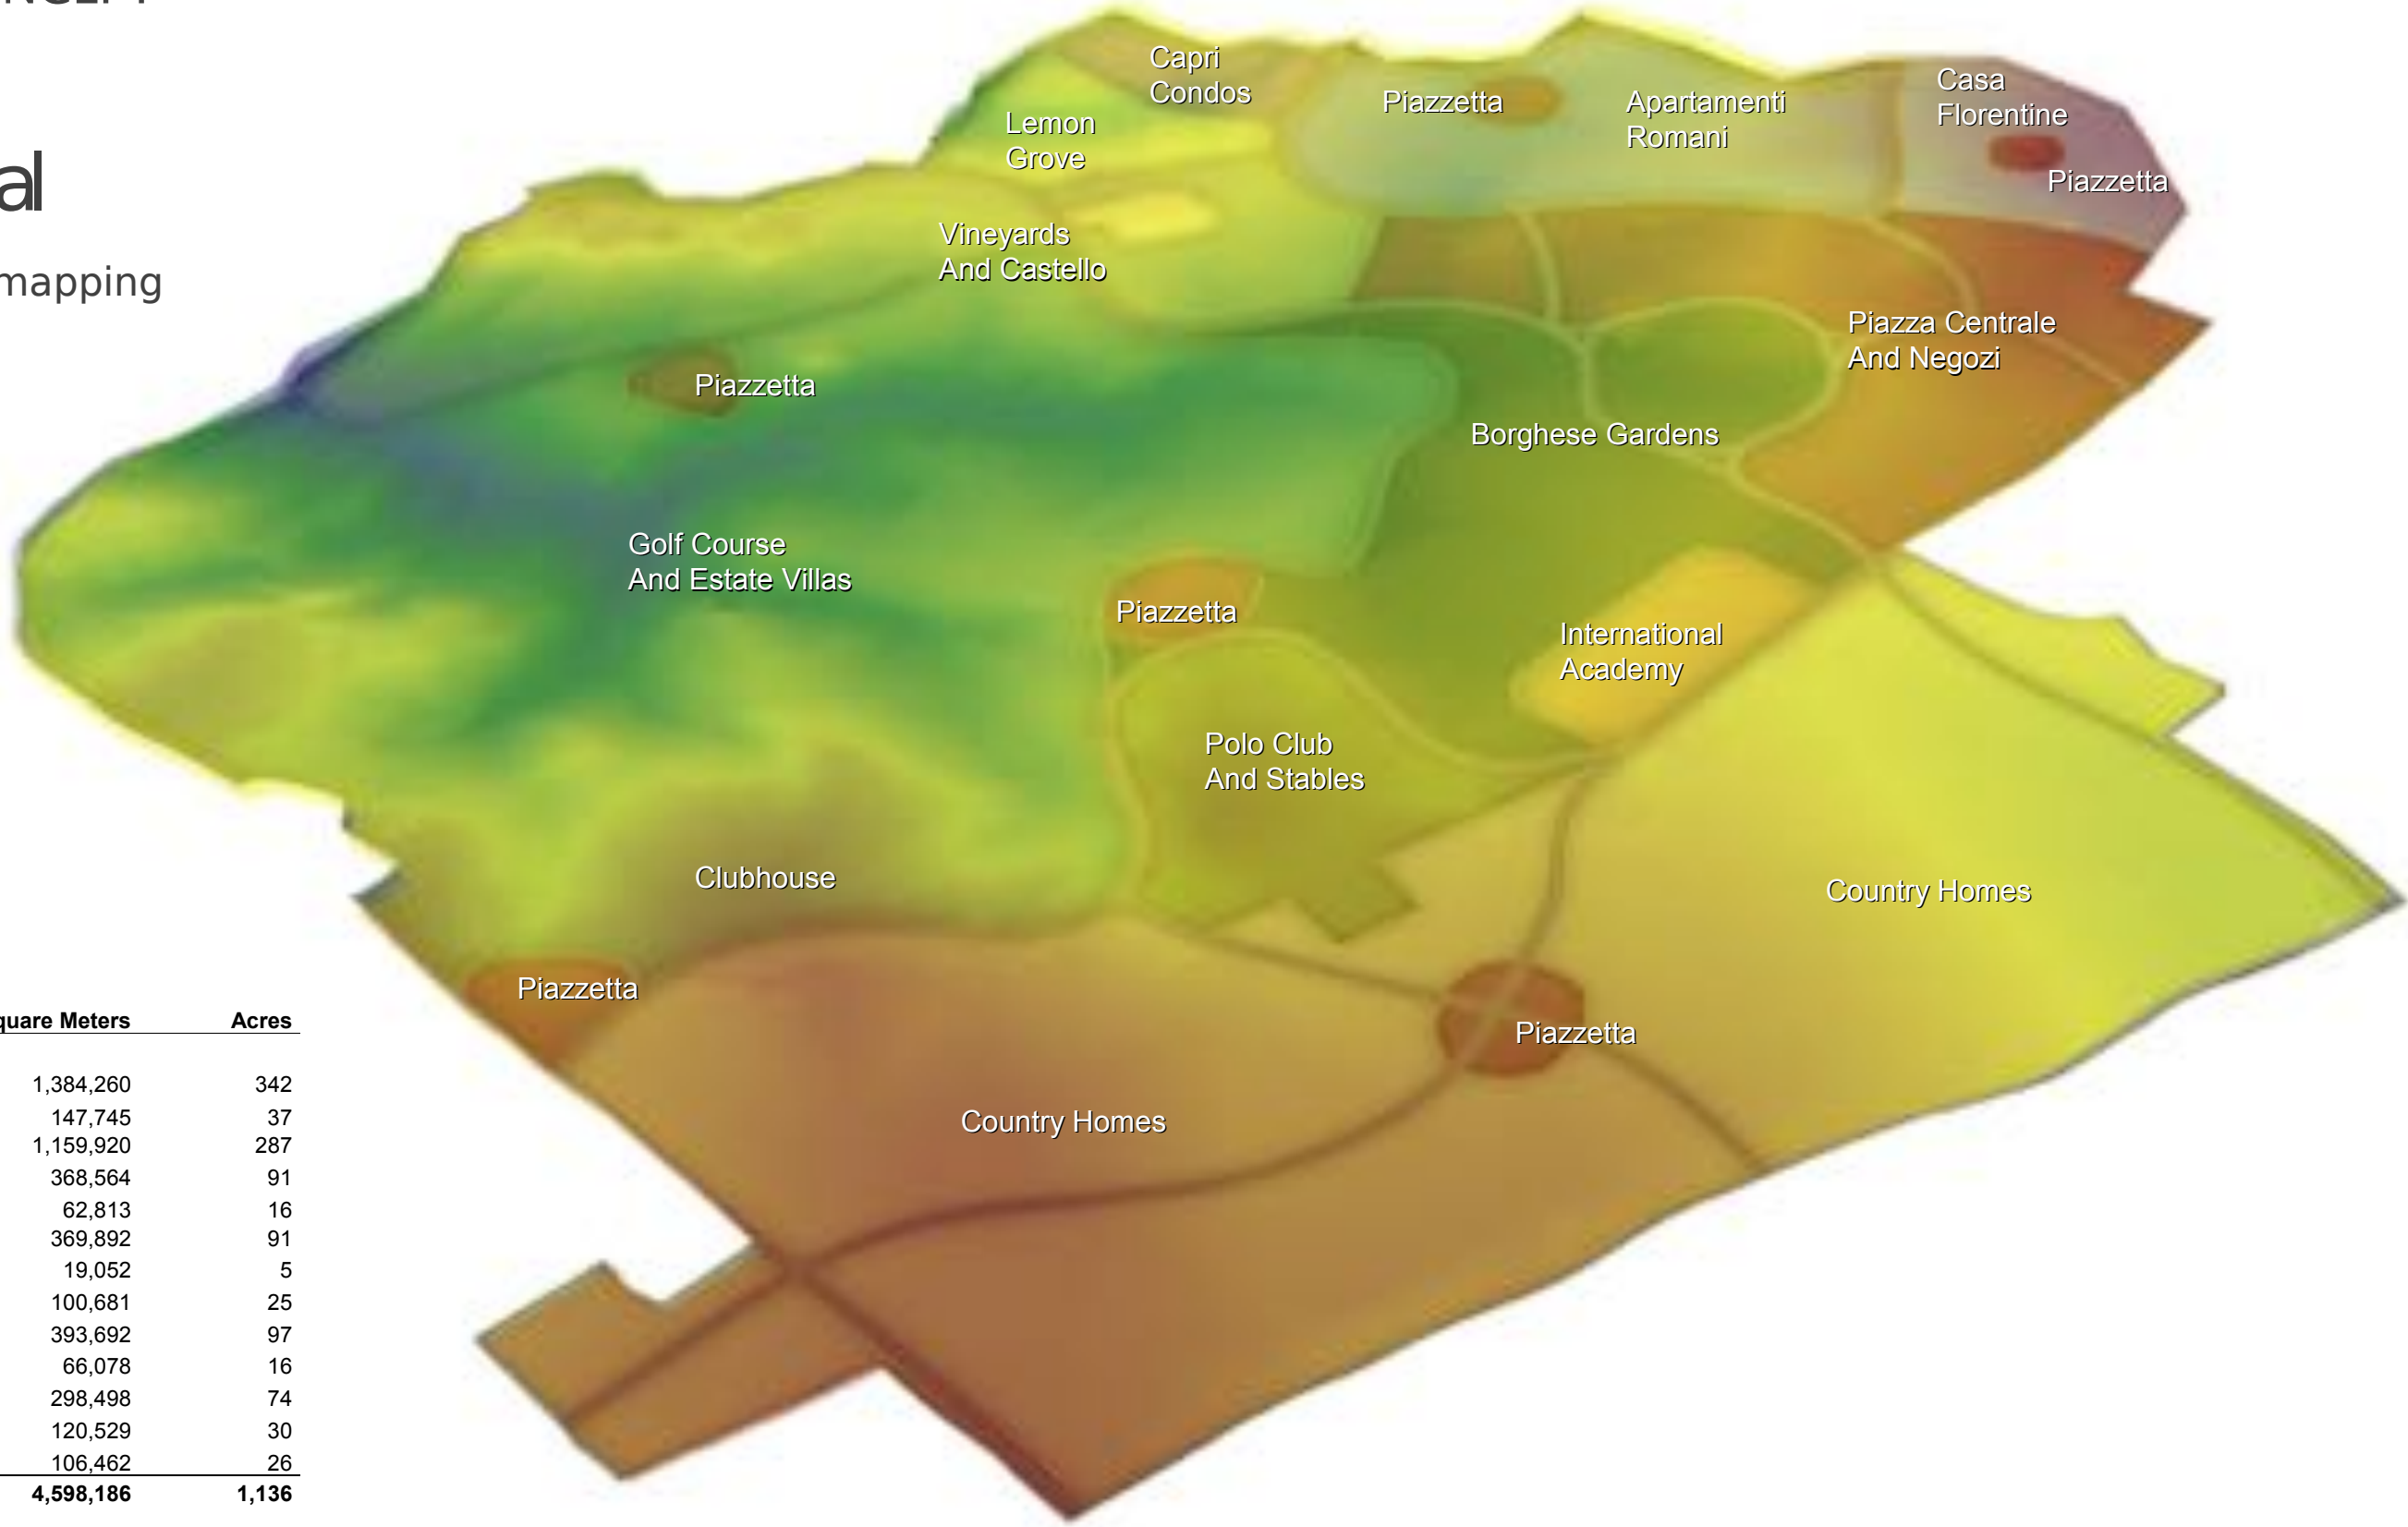 al
mapping
Capri
Condos
Lemon
Grove
Piazzetta
Apartamenti
Romani
Casa
Florentine
Piazzetta
Vineyards
And Castello
Piazza Centrale
And Negozi
Piazzetta
Borghese Gardens
Golf Course
And Estate Villas
Piazzetta
International
Academy
Polo Club
And Stables
Clubhouse
Country Homes
Piazzetta
Piazzetta
Country Homes
quare Meters Acres
1,384,260 342
147,745 37
1,159,920 287
368,564 91
62,813 16
369,892 91
19,052 5
100,681 25
393,692 97
66,078 16
298,498 74
120,529 30
106,462 26
4,598,186 1,136